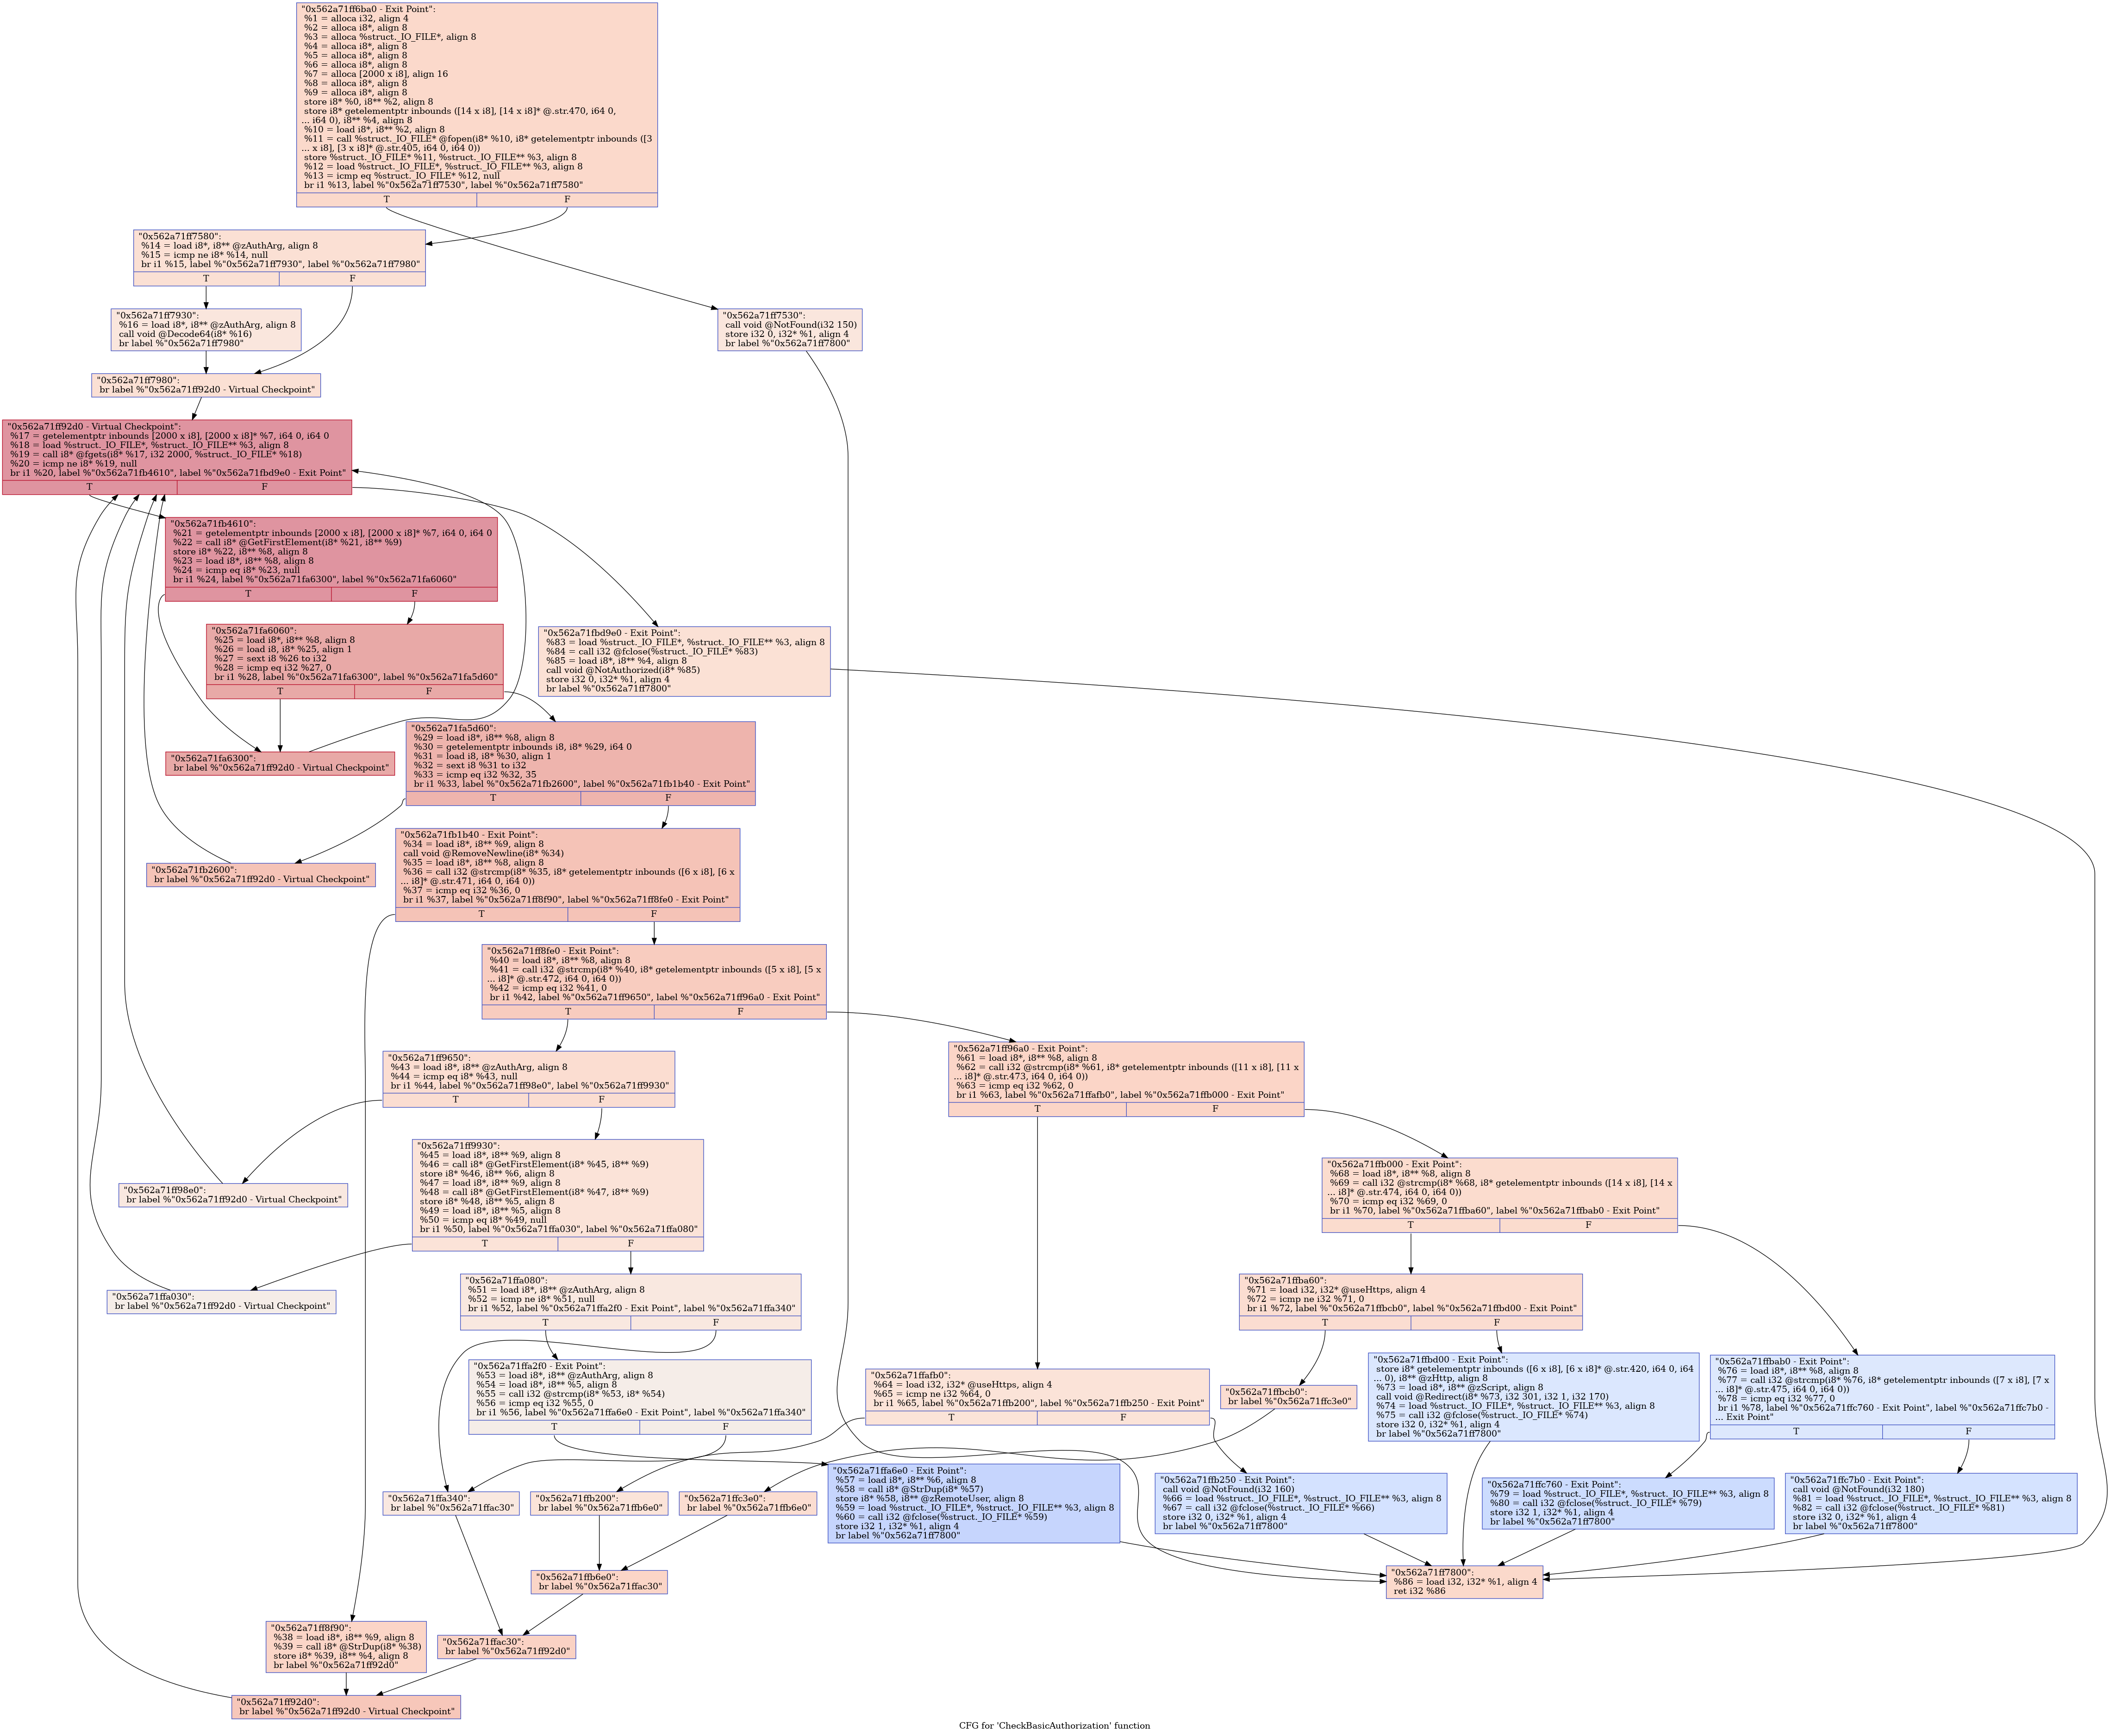 "0x562a71ff6ba0 - Exit Point":
%1 = alloca i32, align 4
%2 = alloca i8*, align 8
%3 = alloca %struct._IO_FILE*, align 8
%4 = alloca i8*, align 8
%5 = alloca i8*, align 8
%6 = alloca i8*, align 8
%7 = alloca [2000 x i8], align 16
%8 = alloca i8*, align 8
%9 = alloca i8*, align 8
store i8* %0, i8** %2, align 8
store i8* getelementptr inbounds ([14 x i8], [14 x i8]* @.str.470, i64 0,
... i64 0), i8** %4, align 8
%10 = load i8*, i8** %2, align 8
%11 = call %struct._IO_FILE* @fopen(i8* %10, i8* getelementptr inbounds ([3
... x i8], [3 x i8]* @.str.405, i64 0, i64 0))
store %struct._IO_FILE* %11, %struct._IO_FILE** %3, align 8
%12 = load %struct._IO_FILE*, %struct._IO_FILE** %3, align 8
%13 = icmp eq %struct._IO_FILE* %12, null
br i1 %13, label %"0x562a71ff7530", label %"0x562a71ff7580"
T F
"0x562a71ff7580":
%14 = load i8*, i8** @zAuthArg, align 8
%15 = icmp ne i8* %14, null
br i1 %15, label %"0x562a71ff7930", label %"0x562a71ff7980"
T F
"0x562a71ff7930":
%16 = load i8*, i8** @zAuthArg, align 8
call void @Decode64(i8* %16)
br label %"0x562a71ff7980"
"0x562a71ff7530":
call void @NotFound(i32 150)
store i32 0, i32* %1, align 4
br label %"0x562a71ff7800"
"0x562a71ff7980":
br label %"0x562a71ff92d0 - Virtual Checkpoint"
"0x562a71ff92d0 - Virtual Checkpoint":
%17 = getelementptr inbounds [2000 x i8], [2000 x i8]* %7, i64 0, i64 0
%18 = load %struct._IO_FILE*, %struct._IO_FILE** %3, align 8
%19 = call i8* @fgets(i8* %17, i32 2000, %struct._IO_FILE* %18)
%20 = icmp ne i8* %19, null
br i1 %20, label %"0x562a71fb4610", label %"0x562a71fbd9e0 - Exit Point"
T F
"0x562a71fb4610":
%21 = getelementptr inbounds [2000 x i8], [2000 x i8]* %7, i64 0, i64 0
%22 = call i8* @GetFirstElement(i8* %21, i8** %9)
store i8* %22, i8** %8, align 8
%23 = load i8*, i8** %8, align 8
%24 = icmp eq i8* %23, null
br i1 %24, label %"0x562a71fa6300", label %"0x562a71fa6060"
T F
"0x562a71fa6060":
%25 = load i8*, i8** %8, align 8
%26 = load i8, i8* %25, align 1
%27 = sext i8 %26 to i32
%28 = icmp eq i32 %27, 0
br i1 %28, label %"0x562a71fa6300", label %"0x562a71fa5d60"
T F
"0x562a71fbd9e0 - Exit Point":
%83 = load %struct._IO_FILE*, %struct._IO_FILE** %3, align 8
%84 = call i32 @fclose(%struct._IO_FILE* %83)
%85 = load i8*, i8** %4, align 8
call void @NotAuthorized(i8* %85)
store i32 0, i32* %1, align 4
br label %"0x562a71ff7800"
"0x562a71fa6300":
br label %"0x562a71ff92d0 - Virtual Checkpoint"
"0x562a71fa5d60":
%29 = load i8*, i8** %8, align 8
%30 = getelementptr inbounds i8, i8* %29, i64 0
%31 = load i8, i8* %30, align 1
%32 = sext i8 %31 to i32
%33 = icmp eq i32 %32, 35
br i1 %33, label %"0x562a71fb2600", label %"0x562a71fb1b40 - Exit Point"
T F
"0x562a71fb2600":
br label %"0x562a71ff92d0 - Virtual Checkpoint"
"0x562a71fb1b40 - Exit Point":
%34 = load i8*, i8** %9, align 8
call void @RemoveNewline(i8* %34)
%35 = load i8*, i8** %8, align 8
%36 = call i32 @strcmp(i8* %35, i8* getelementptr inbounds ([6 x i8], [6 x
... i8]* @.str.471, i64 0, i64 0))
%37 = icmp eq i32 %36, 0
br i1 %37, label %"0x562a71ff8f90", label %"0x562a71ff8fe0 - Exit Point"
T F
"0x562a71ff8fe0 - Exit Point":
%40 = load i8*, i8** %8, align 8
%41 = call i32 @strcmp(i8* %40, i8* getelementptr inbounds ([5 x i8], [5 x
... i8]* @.str.472, i64 0, i64 0))
%42 = icmp eq i32 %41, 0
br i1 %42, label %"0x562a71ff9650", label %"0x562a71ff96a0 - Exit Point"
T F
"0x562a71ff9650":
%43 = load i8*, i8** @zAuthArg, align 8
%44 = icmp eq i8* %43, null
br i1 %44, label %"0x562a71ff98e0", label %"0x562a71ff9930"
T F
"0x562a71ff96a0 - Exit Point":
%61 = load i8*, i8** %8, align 8
%62 = call i32 @strcmp(i8* %61, i8* getelementptr inbounds ([11 x i8], [11 x
... i8]* @.str.473, i64 0, i64 0))
%63 = icmp eq i32 %62, 0
br i1 %63, label %"0x562a71ffafb0", label %"0x562a71ffb000 - Exit Point"
T F
"0x562a71ff98e0":
br label %"0x562a71ff92d0 - Virtual Checkpoint"
"0x562a71ff9930":
%45 = load i8*, i8** %9, align 8
%46 = call i8* @GetFirstElement(i8* %45, i8** %9)
store i8* %46, i8** %6, align 8
%47 = load i8*, i8** %9, align 8
%48 = call i8* @GetFirstElement(i8* %47, i8** %9)
store i8* %48, i8** %5, align 8
%49 = load i8*, i8** %5, align 8
%50 = icmp eq i8* %49, null
br i1 %50, label %"0x562a71ffa030", label %"0x562a71ffa080"
T F
"0x562a71ffb000 - Exit Point":
%68 = load i8*, i8** %8, align 8
%69 = call i32 @strcmp(i8* %68, i8* getelementptr inbounds ([14 x i8], [14 x
... i8]* @.str.474, i64 0, i64 0))
%70 = icmp eq i32 %69, 0
br i1 %70, label %"0x562a71ffba60", label %"0x562a71ffbab0 - Exit Point"
T F
"0x562a71ffa030":
br label %"0x562a71ff92d0 - Virtual Checkpoint"
"0x562a71ffa080":
%51 = load i8*, i8** @zAuthArg, align 8
%52 = icmp ne i8* %51, null
br i1 %52, label %"0x562a71ffa2f0 - Exit Point", label %"0x562a71ffa340"
T F
"0x562a71ffba60":
%71 = load i32, i32* @useHttps, align 4
%72 = icmp ne i32 %71, 0
br i1 %72, label %"0x562a71ffbcb0", label %"0x562a71ffbd00 - Exit Point"
T F
"0x562a71ffa2f0 - Exit Point":
%53 = load i8*, i8** @zAuthArg, align 8
%54 = load i8*, i8** %5, align 8
%55 = call i32 @strcmp(i8* %53, i8* %54)
%56 = icmp eq i32 %55, 0
br i1 %56, label %"0x562a71ffa6e0 - Exit Point", label %"0x562a71ffa340"
T F
"0x562a71ffafb0":
%64 = load i32, i32* @useHttps, align 4
%65 = icmp ne i32 %64, 0
br i1 %65, label %"0x562a71ffb200", label %"0x562a71ffb250 - Exit Point"
T F
"0x562a71ffbcb0":
br label %"0x562a71ffc3e0"
"0x562a71ffbd00 - Exit Point":
store i8* getelementptr inbounds ([6 x i8], [6 x i8]* @.str.420, i64 0, i64
... 0), i8** @zHttp, align 8
%73 = load i8*, i8** @zScript, align 8
call void @Redirect(i8* %73, i32 301, i32 1, i32 170)
%74 = load %struct._IO_FILE*, %struct._IO_FILE** %3, align 8
%75 = call i32 @fclose(%struct._IO_FILE* %74)
store i32 0, i32* %1, align 4
br label %"0x562a71ff7800"
"0x562a71ffbab0 - Exit Point":
%76 = load i8*, i8** %8, align 8
%77 = call i32 @strcmp(i8* %76, i8* getelementptr inbounds ([7 x i8], [7 x
... i8]* @.str.475, i64 0, i64 0))
%78 = icmp eq i32 %77, 0
br i1 %78, label %"0x562a71ffc760 - Exit Point", label %"0x562a71ffc7b0 -
... Exit Point"
T F
"0x562a71ffa340":
br label %"0x562a71ffac30"
"0x562a71ffb200":
br label %"0x562a71ffb6e0"
"0x562a71ffc3e0":
br label %"0x562a71ffb6e0"
"0x562a71ffa6e0 - Exit Point":
%57 = load i8*, i8** %6, align 8
%58 = call i8* @StrDup(i8* %57)
store i8* %58, i8** @zRemoteUser, align 8
%59 = load %struct._IO_FILE*, %struct._IO_FILE** %3, align 8
%60 = call i32 @fclose(%struct._IO_FILE* %59)
store i32 1, i32* %1, align 4
br label %"0x562a71ff7800"
"0x562a71ffb250 - Exit Point":
call void @NotFound(i32 160)
%66 = load %struct._IO_FILE*, %struct._IO_FILE** %3, align 8
%67 = call i32 @fclose(%struct._IO_FILE* %66)
store i32 0, i32* %1, align 4
br label %"0x562a71ff7800"
"0x562a71ffc760 - Exit Point":
%79 = load %struct._IO_FILE*, %struct._IO_FILE** %3, align 8
%80 = call i32 @fclose(%struct._IO_FILE* %79)
store i32 1, i32* %1, align 4
br label %"0x562a71ff7800"
"0x562a71ffc7b0 - Exit Point":
call void @NotFound(i32 180)
%81 = load %struct._IO_FILE*, %struct._IO_FILE** %3, align 8
%82 = call i32 @fclose(%struct._IO_FILE* %81)
store i32 0, i32* %1, align 4
br label %"0x562a71ff7800"
"0x562a71ffb6e0":
br label %"0x562a71ffac30"
"0x562a71ff7800":
%86 = load i32, i32* %1, align 4
ret i32 %86
"0x562a71ff8f90":
%38 = load i8*, i8** %9, align 8
%39 = call i8* @StrDup(i8* %38)
store i8* %39, i8** %4, align 8
br label %"0x562a71ff92d0"
"0x562a71ffac30":
br label %"0x562a71ff92d0"
"0x562a71ff92d0":
br label %"0x562a71ff92d0 - Virtual Checkpoint"
CFG for 'CheckBasicAuthorization' function